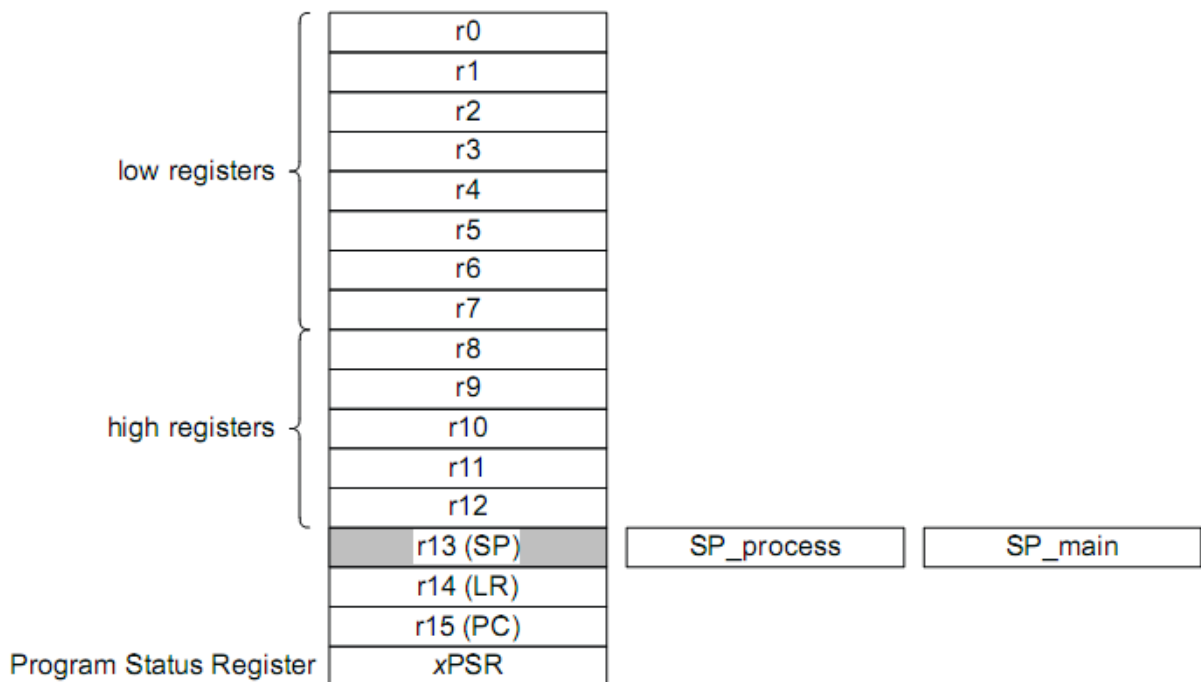 r0
r1
r2
r3
low registers
r4
r5
r6
r7
r8
r9
high registers
r10
r11
r12
r13 (SP) SP_process SP_main
r14 (LR)
r15 (PC)
Program Status Register xPSR